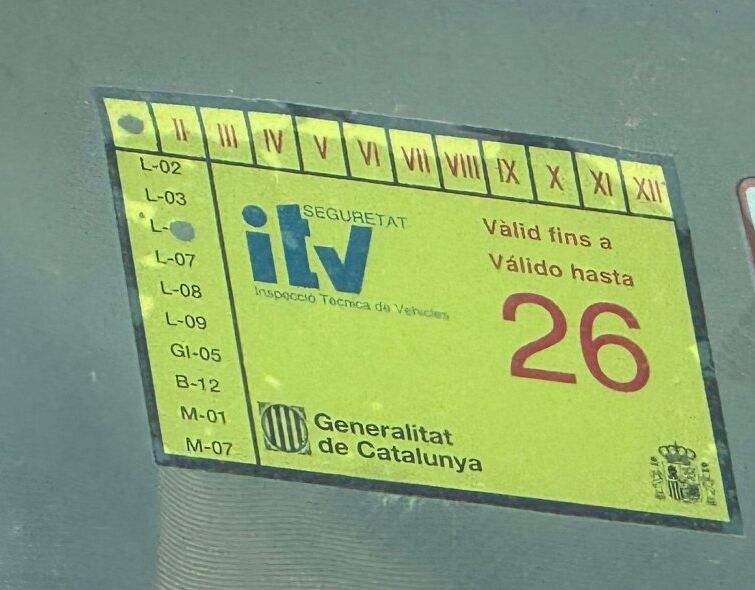 II III IV V VI VII VIII IX X XI XII
L-02
L-03
L-
L-07
L-08
L-09
GI-05
B-12
M-01
M-07
SEGURETAT
itv
Inspecció Tècnica de Vehicles
Vàlid fins a
Válido hasta
26
Generalitat
de Catalunya